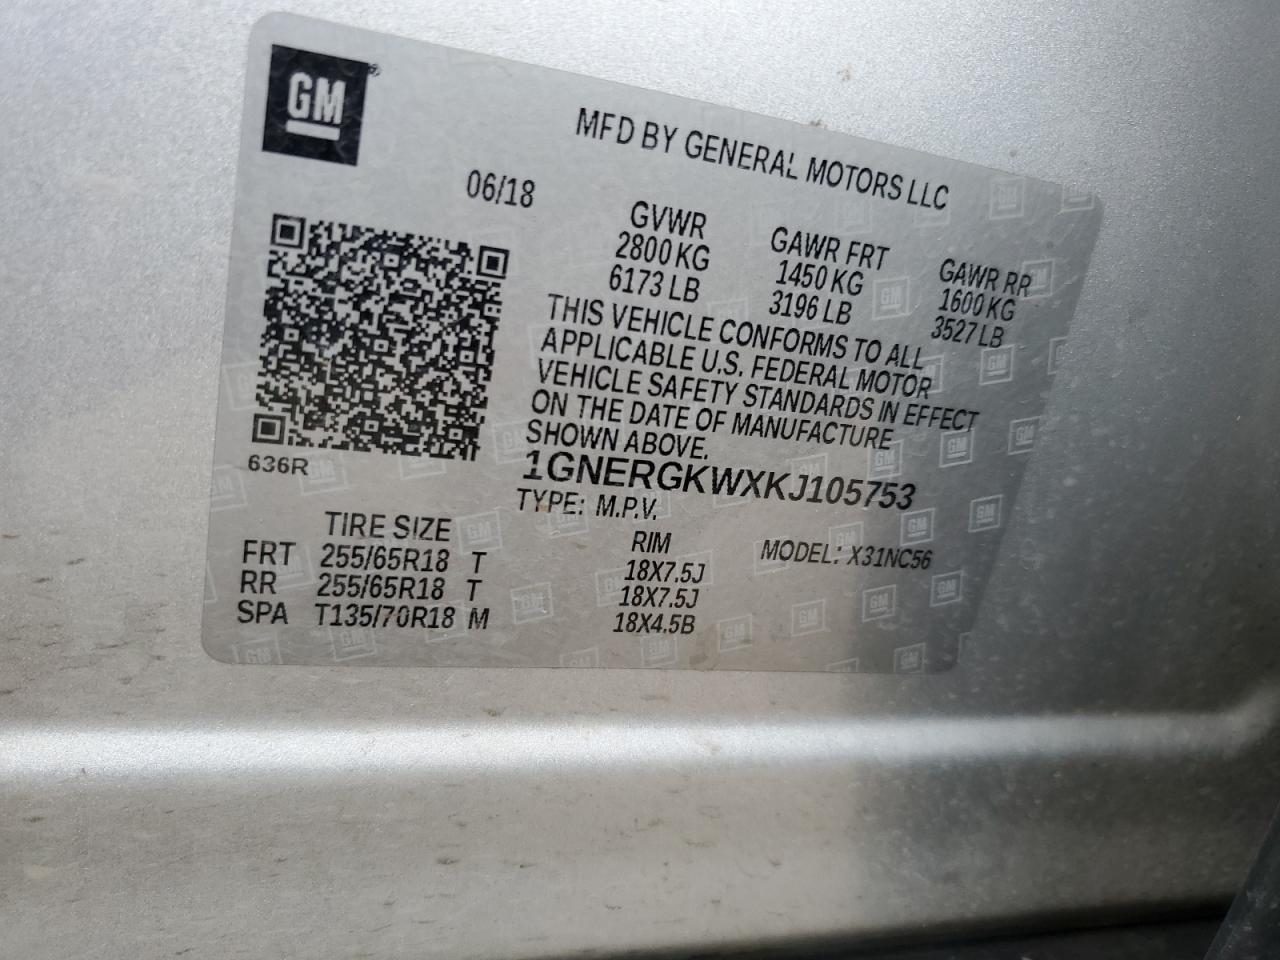 GM
MFD BY GENERAL MOTORS LLC
06/18
GVWR GAWR FRT GAWR RR
2800 KG 1450 KG 1600 KG
6173 LB 3196 LB 3527 LB
THIS VEHICLE CONFORMS TO ALL
APPLICABLE U.S. FEDERAL MOTOR
VEHICLE SAFETY STANDARDS IN EFFECT
ON THE DATE OF MANUFACTURE
SHOWN ABOVE.
636R
1GNERGKWXKJ105753
TYPE: M.P.V. MODEL: X31NC56
TIRE SIZE RIM
FRT 255/65R18 T 18X7.5J
RR 255/65R18 T 18X7.5J
SPA T135/70R18 M 18X4.5B